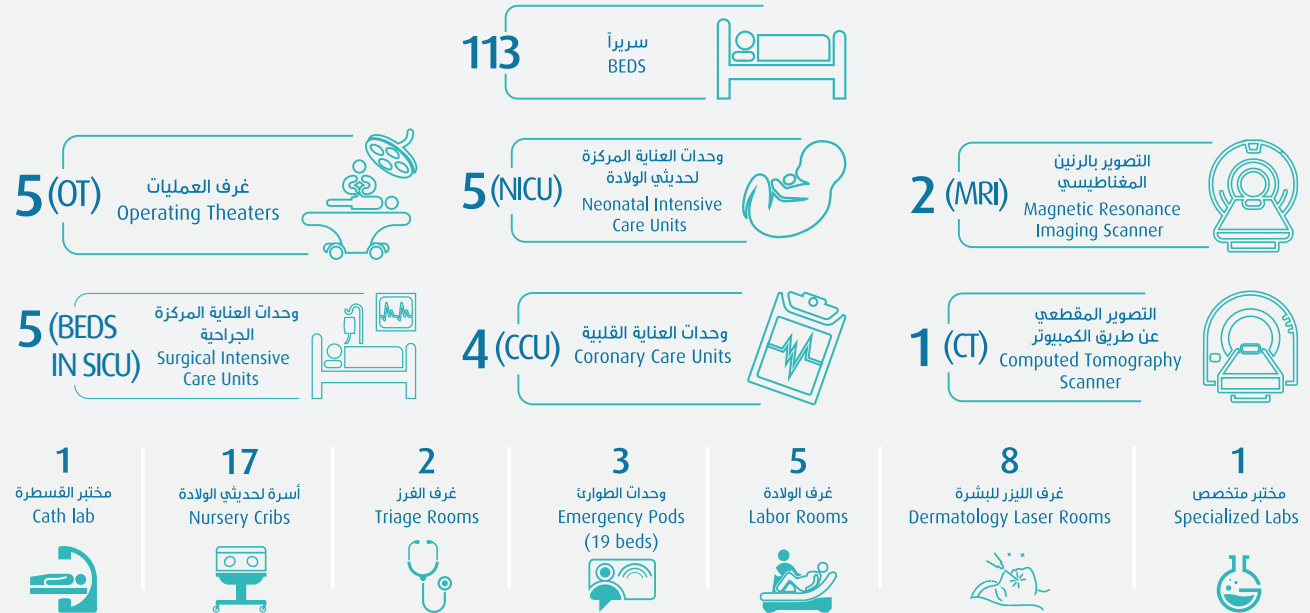 113
سريراً
BEDS
5 (OT)
غرف العمليات
Operating Theaters
5 (NICU)
وحدات العناية المركزة
لحديثي الولادة
Neonatal Intensive
Care Units
2 (MRI)
التصوير بالرنين
المغناطيسي
Magnetic Resonance
Imaging Scanner
5 (BEDS
IN SICU)
وحدات العناية المركزة
الجراحية
Surgical Intensive
Care Units
4 (CCU)
وحدات العناية القلبية
Coronary Care Units
1 (CT)
التصوير المقطعي
عن طريق الكمبيوتر
Computed Tomography
Scanner
1
مختبر القسطرة
Cath lab
17
أسرة لحديثي الولادة
Nursery Cribs
2
غرف الفرز
Triage Rooms
3
وحدات الطوارئ
Emergency Pods
(19 beds)
5
غرف الولادة
Labor Rooms
8
غرف الليزر للبشرة
Dermatology Laser Rooms
1
مختبر متخصص
Specialized Labs